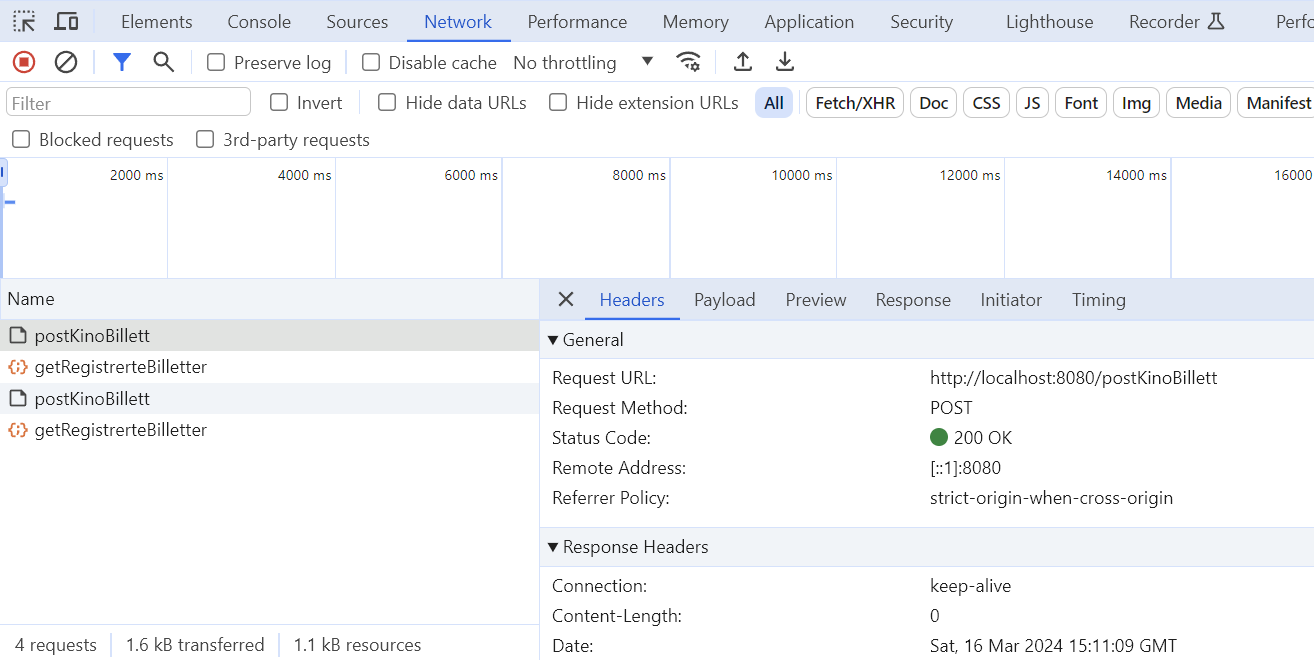 Elements Console Sources Network Performance Memory Application Security Lighthouse Recorder Perfo
Preserve log Disable cache No throttling
Filter Invert Hide data URLs Hide extension URLs All Fetch/XHR Doc CSS JS Font Img Media Manifest
Blocked requests 3rd-party requests
2000 ms 4000 ms 6000 ms 8000 ms 10000 ms 12000 ms 14000 ms 16000
Name
postKinoBillett
getRegistrerteBilletter
postKinoBillett
getRegistrerteBilletter
4 requests 1.6 kB transferred 1.1 kB resources
Headers Payload Preview Response Initiator Timing
General
Request URL: http://localhost:8080/postKinoBillett
Request Method: POST
Status Code: 200 OK
Remote Address: [::1]:8080
Referrer Policy: strict-origin-when-cross-origin
Response Headers
Connection: keep-alive
Content-Length: 0
Date: Sat, 16 Mar 2024 15:11:09 GMT